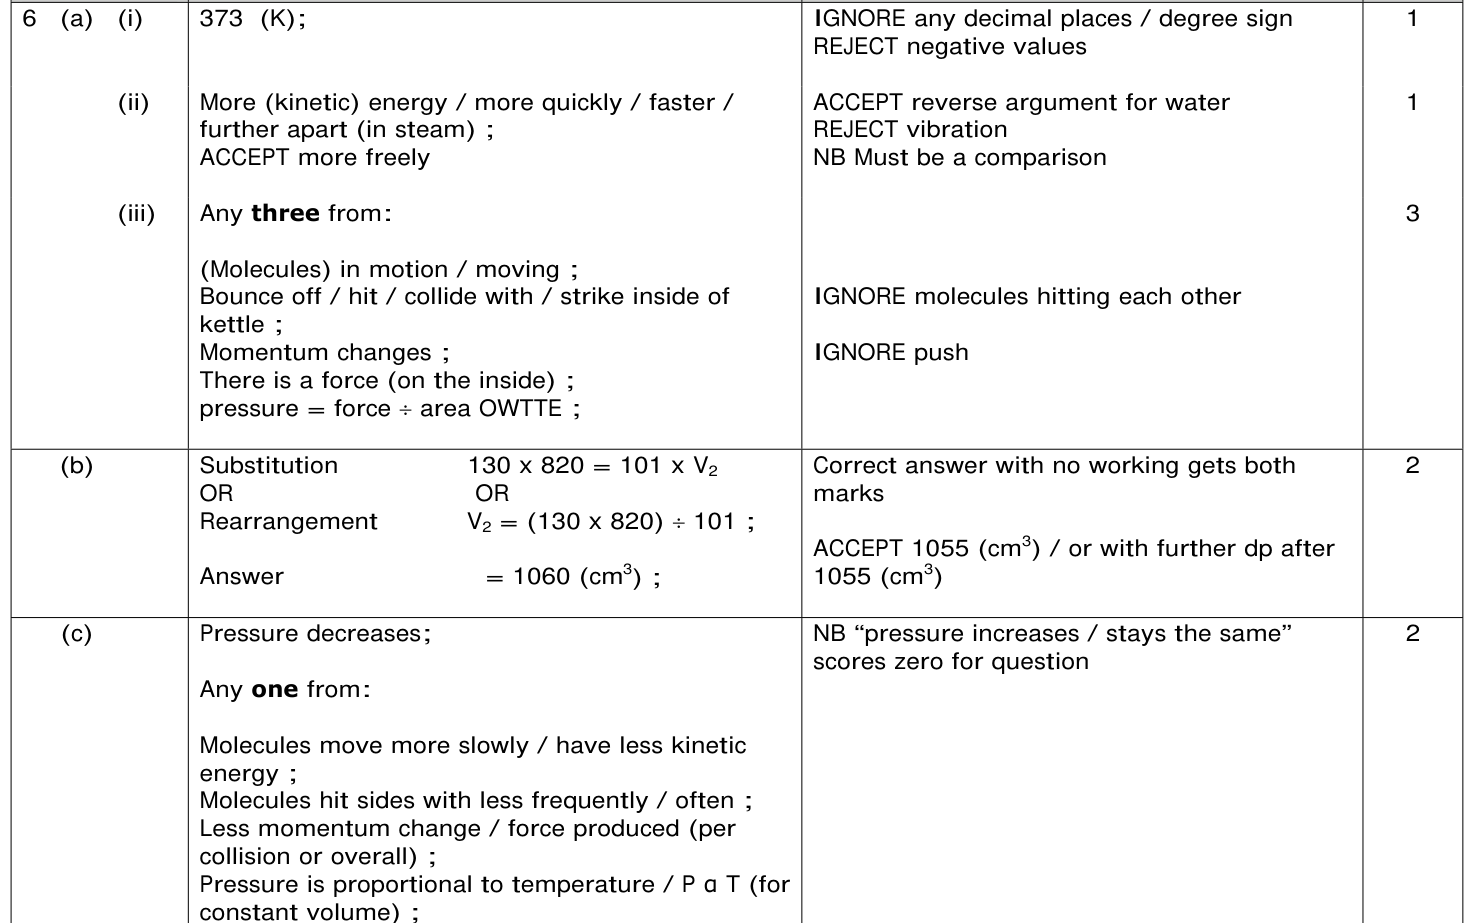 6 (a) (i) 373 (K); IGNORE any decimal places / degree sign 1
REJECT negative values
(ii) More (kinetic) energy / more quickly / faster / ACCEPT reverse argument for water 1
further apart (in steam) ; REJECT vibration
ACCEPT more freely NB Must be a comparison
(iii) Any three from: 3
(Molecules) in motion / moving ;
Bounce off / hit / collide with / strike inside of IGNORE molecules hitting each other
kettle ;
Momentum changes ; IGNORE push
There is a force (on the inside) ;
pressure = force ÷ area OWTTE ;
(b) Substitution 130 x 820 = 101 x V₂ Correct answer with no working gets both 2
OR OR marks
Rearrangement V₂ = (130 x 820) ÷ 101 ;
ACCEPT 1055 (cm³) / or with further dp after
Answer = 1060 (cm³) ; 1055 (cm³)
(c) Pressure decreases; NB “pressure increases / stays the same” 2
scores zero for question
Any one from:
Molecules move more slowly / have less kinetic
energy ;
Molecules hit sides with less frequently / often ;
Less momentum change / force produced (per
collision or overall) ;
Pressure is proportional to temperature / P α T (for
constant volume) ;